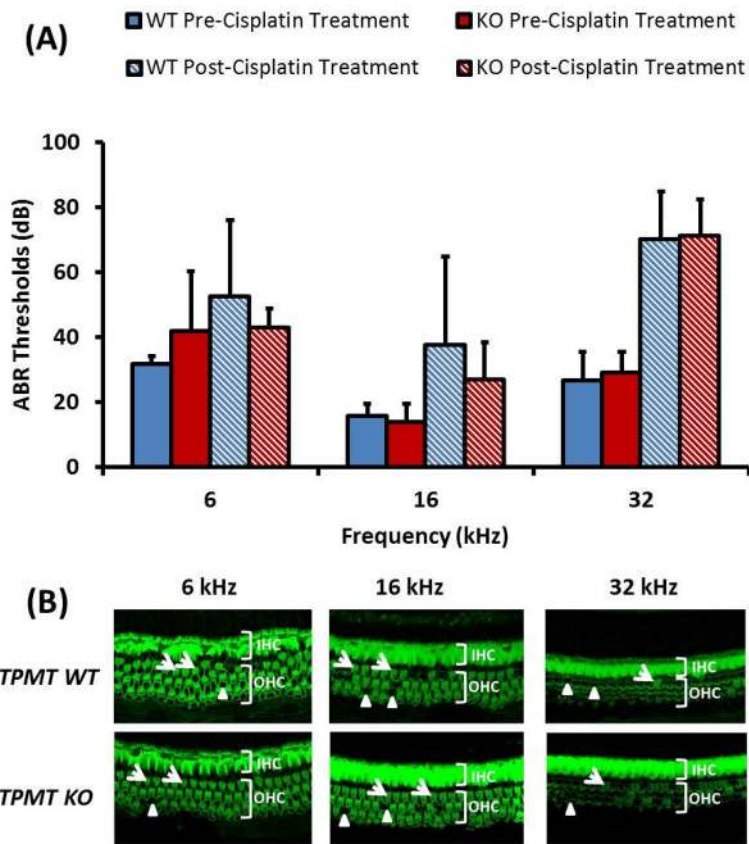 (A)
WT Pre-Cisplatin Treatment KO Pre-Cisplatin Treatment
WT Post-Cisplatin Treatment KO Post-Cisplatin Treatment
ABR Thresholds (dB)
100
80
60
40
20
0
6 16 32
Frequency (kHz)
(B)
6 kHz 16 kHz 32 kHz
TPMT WT
IHC IHC IHC
OHC OHC OHC
TPMT KO
IHC IHC IHC
OHC OHC OHC